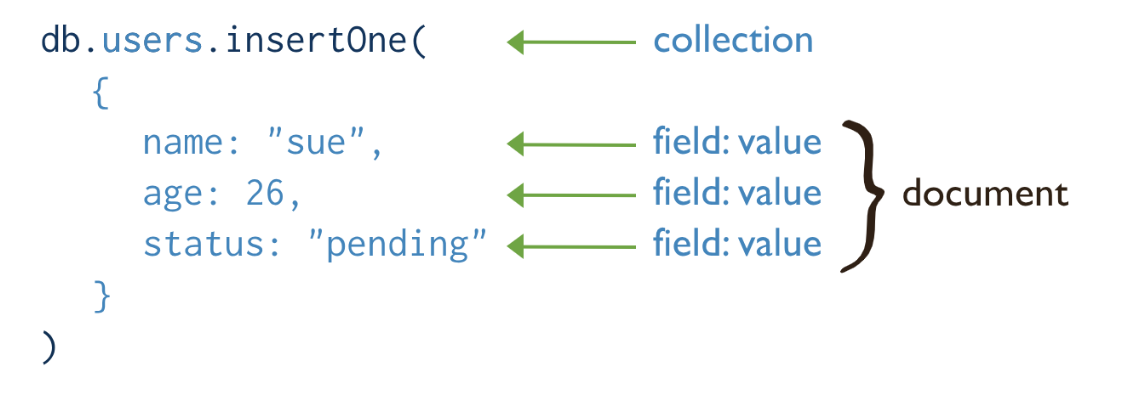 db.users.insertOne( collection
{
name: "sue", field: value
age: 26, field: value
document
status: "pending" field: value
}
)